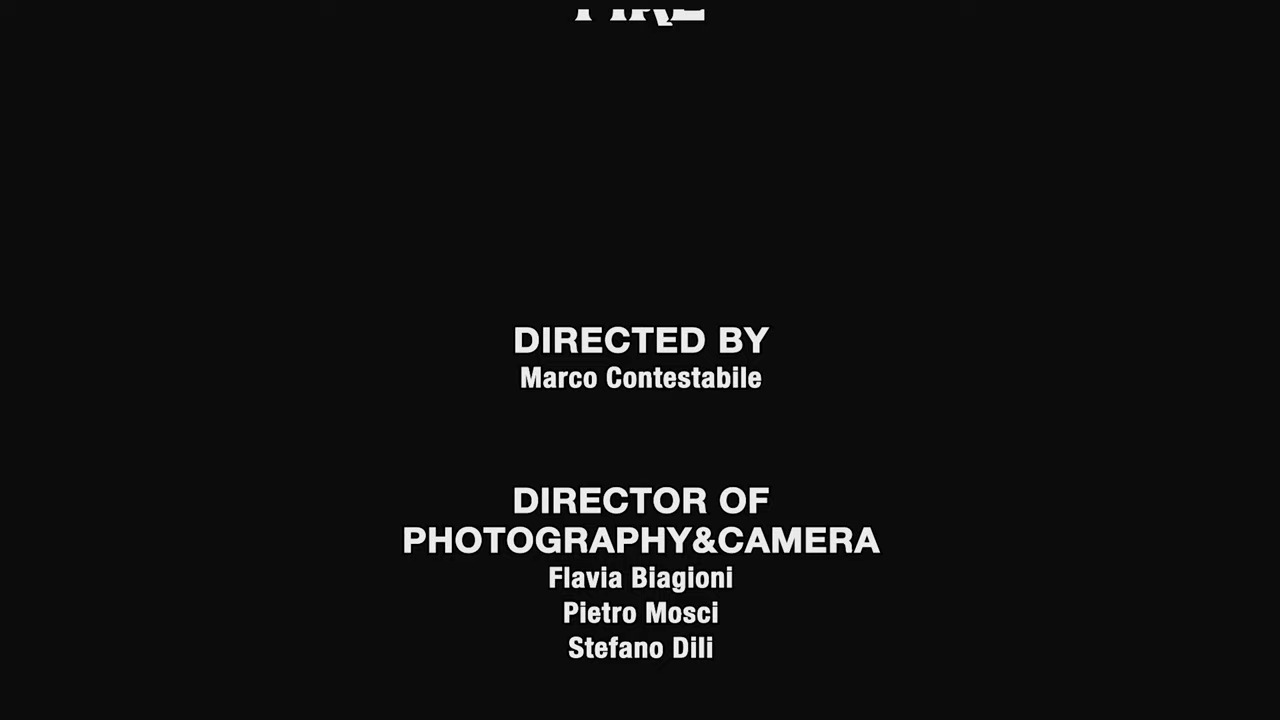 DIRECTED BY
Marco Contestabile
DIRECTOR OF
PHOTOGRAPHY&CAMERA
Flavia Biagioni
Pietro Mosci
Stefano Dili